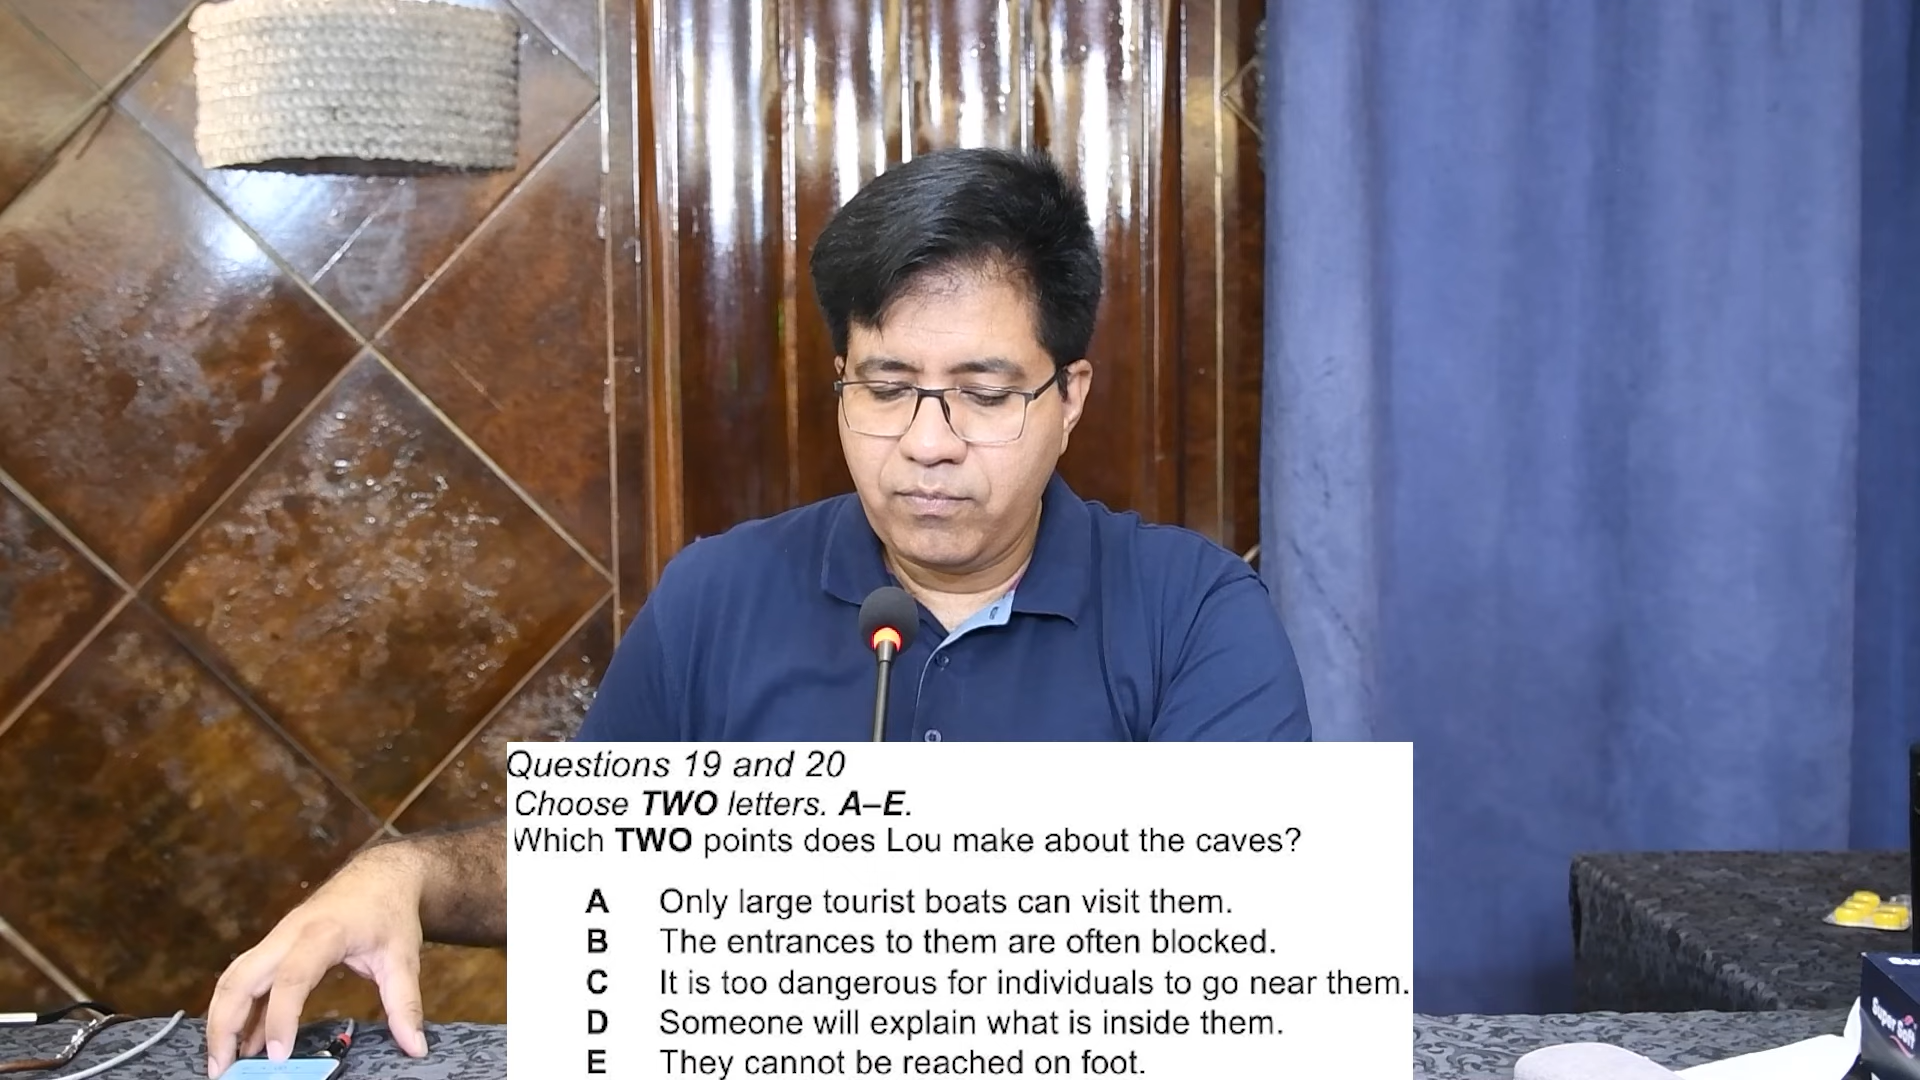 Questions 19 and 20
Choose TWO letters. A–E.
Which TWO points does Lou make about the caves?
A Only large tourist boats can visit them.
B The entrances to them are often blocked.
C It is too dangerous for individuals to go near them.
D Someone will explain what is inside them.
E They cannot be reached on foot.
Super Soft